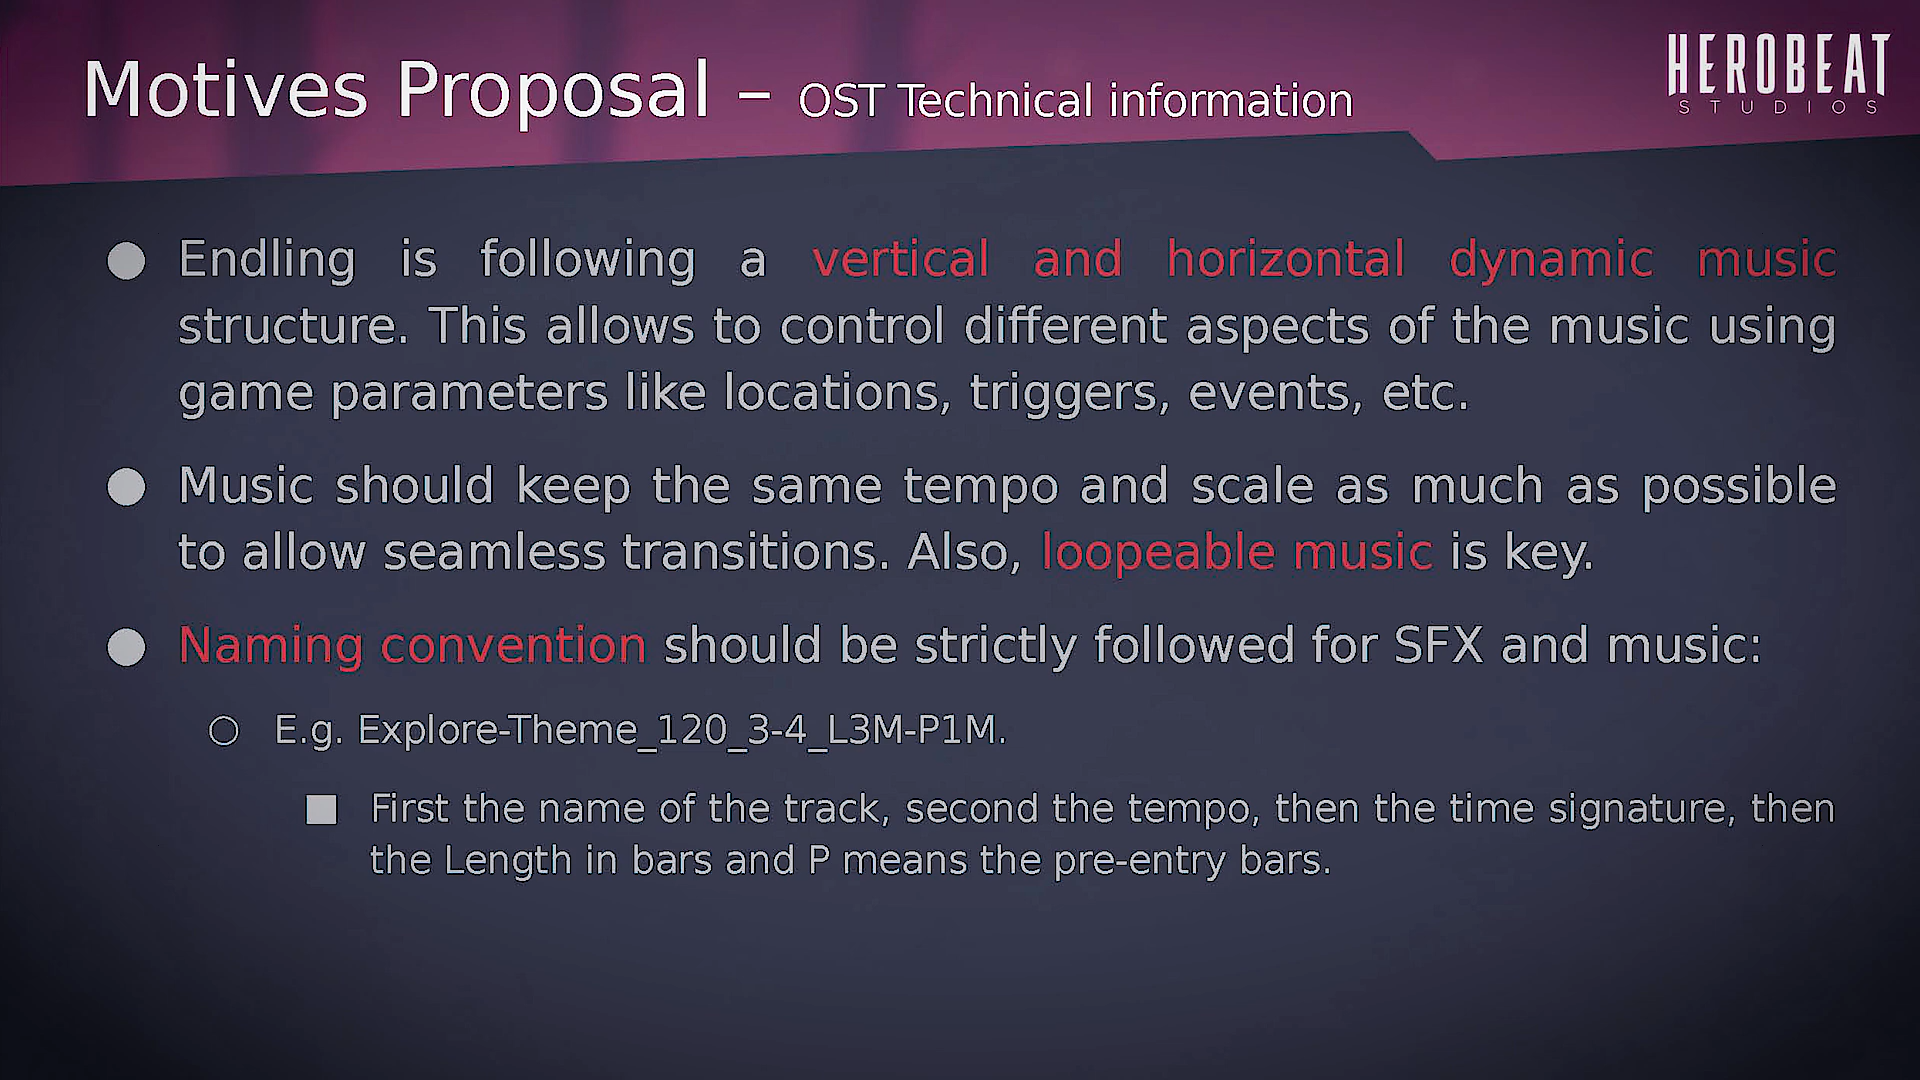 Motives Proposal – OST Technical information
HEROBEAT
STUDIOS
● Endling is following a vertical and horizontal dynamic music
structure. This allows to control different aspects of the music using
game parameters like locations, triggers, events, etc.
● Music should keep the same tempo and scale as much as possible
to allow seamless transitions. Also, loopeable music is key.
● Naming convention should be strictly followed for SFX and music:
○ E.g. Explore-Theme_120_3-4_L3M-P1M.
■ First the name of the track, second the tempo, then the time signature, then
the Length in bars and P means the pre-entry bars.